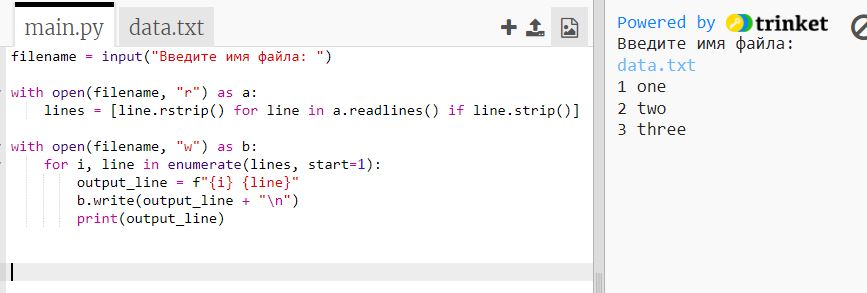 main.py data.txt
filename = input("Введите имя файла: ")
with open(filename, "r") as a:
    lines = [line.rstrip() for line in a.readlines() if line.strip()]
with open(filename, "w") as b:
    for i, line in enumerate(lines, start=1):
        output_line = f"{i} {line}"
        b.write(output_line + "\n")
        print(output_line)
Powered by trinket
Введите имя файла:
data.txt
1 one
2 two
3 three